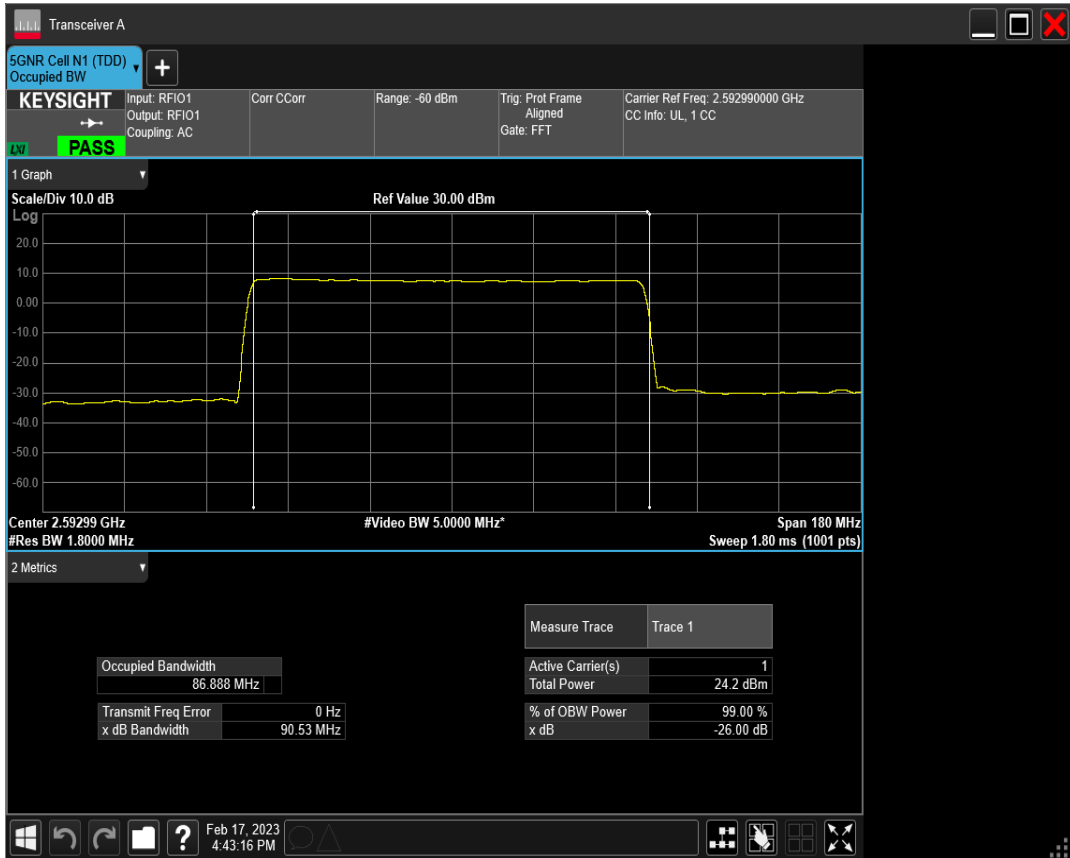 Transceiver A
5GNR Cell N1 (TDD)
Occupied BW
+
KEYSIGHT
LXI
PASS
Input: RFIO1
Output: RFIO1
Coupling: AC
Corr CCorr
Range: -60 dBm
Trig: Prot Frame
Aligned
Gate: FFT
Carrier Ref Freq: 2.592990000 GHz
CC Info: UL, 1 CC
1 Graph
Scale/Div 10.0 dB
Ref Value 30.00 dBm
Log
20.0
10.0
0.00
-10.0
-20.0
-30.0
-40.0
-50.0
-60.0
Center 2.59299 GHz
#Video BW 5.0000 MHz*
Span 180 MHz
#Res BW 1.8000 MHz
Sweep 1.80 ms (1001 pts)
2 Metrics
Measure Trace Trace 1
Occupied Bandwidth
86.888 MHz
Active Carrier(s) 1
Total Power 24.2 dBm
Transmit Freq Error 0 Hz
x dB Bandwidth 90.53 MHz
% of OBW Power 99.00 %
x dB -26.00 dB
?
Feb 17, 2023
4:43:16 PM